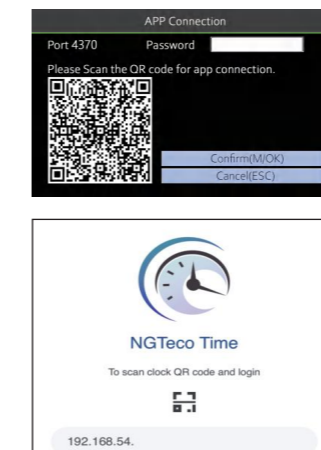 APP Connection
Port 4370 Password
Please Scan the QR code for app connection.
Confirm(M/OK)
Cancel(ESC)
NGTeco Time
To scan clock QR code and login
192.168.54.